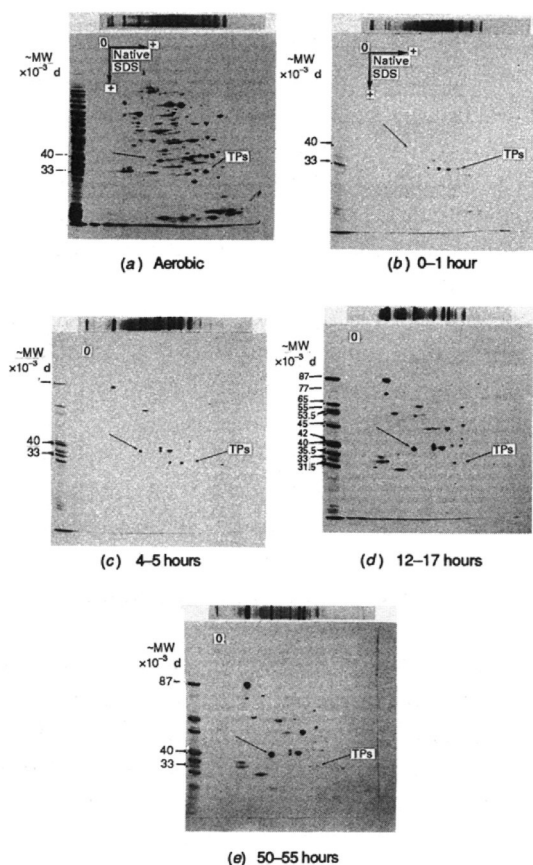 0
Native
+
SDS
+
~MW
×10⁻³ d
40
33
TPs
(a) Aerobic
0
Native
+
SDS
+
~MW
×10⁻³ d
40
33
TPs
(b) 0–1 hour
0
~MW
×10⁻³ d
40
33
TPs
(c) 4–5 hours
0
~MW
×10⁻³ d
87
77
65
55
53.5
45
42
40
35.5
33
31.5
TPs
(d) 12–17 hours
0
~MW
×10⁻³ d
87
40
33
TPs
(e) 50–55 hours